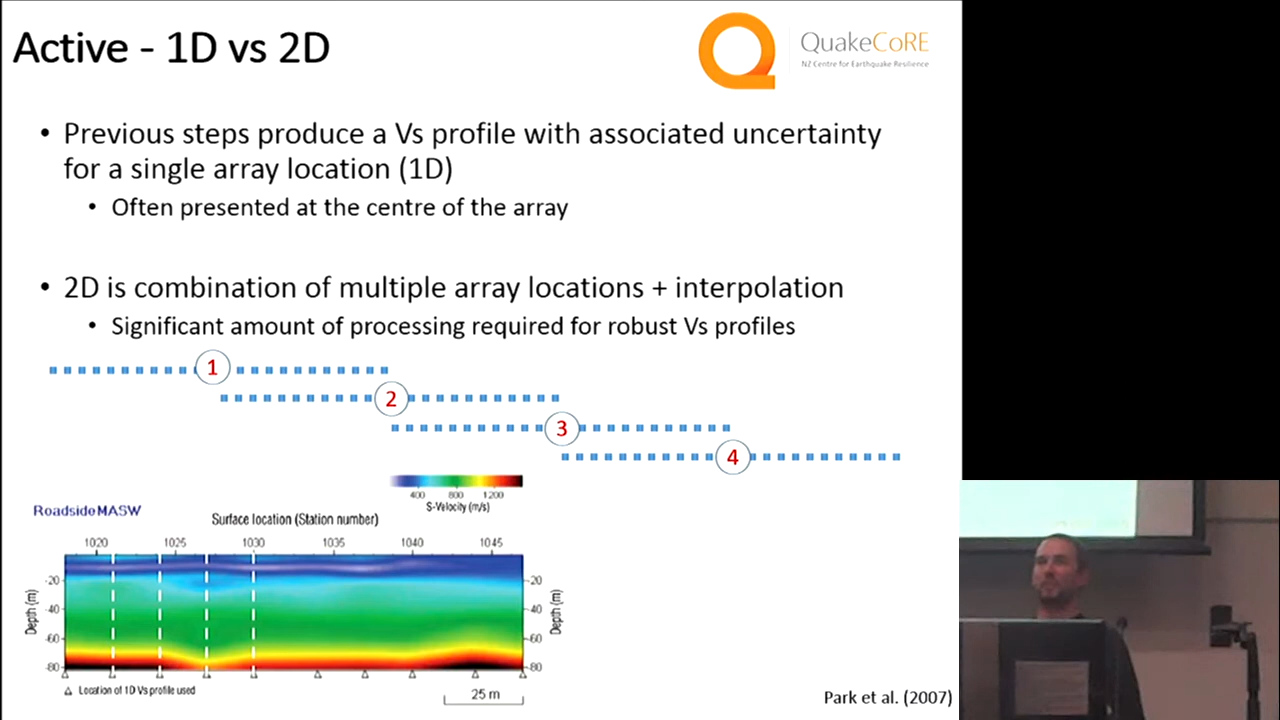 Active - 1D vs 2D
QuakeCoRE
NZ Centre for Earthquake Resilience
• Previous steps produce a Vs profile with associated uncertainty
for a single array location (1D)
• Often presented at the centre of the array
• 2D is combination of multiple array locations + interpolation
• Significant amount of processing required for robust Vs profiles
1
2
3
4
400 800 1200
S-Velocity (m/s)
Roadside MASW
Surface location (Station number)
1020 1025 1030 1035 1040 1045
Depth (m)
-20 -20
-40 -40
-60 -60
-80 -80
Depth (m)
Location of 1D Vs profile used
25 m
Park et al. (2007)